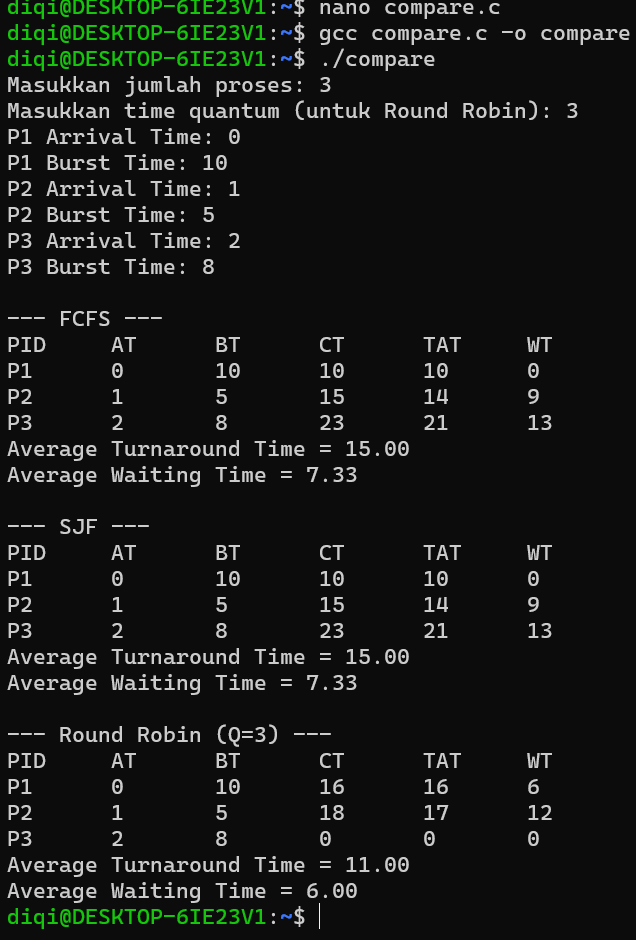 diqi@DESKTOP-6IE23V1:~$ nano compare.c
diqi@DESKTOP-6IE23V1:~$ gcc compare.c -o compare
diqi@DESKTOP-6IE23V1:~$ ./compare
Masukkan jumlah proses: 3
Masukkan time quantum (untuk Round Robin): 3
P1 Arrival Time: 0
P1 Burst Time: 10
P2 Arrival Time: 1
P2 Burst Time: 5
P3 Arrival Time: 2
P3 Burst Time: 8

--- FCFS ---
PID     AT      BT      CT      TAT     WT
P1      0       10      10      10      0
P2      1       5       15      14      9
P3      2       8       23      21      13
Average Turnaround Time = 15.00
Average Waiting Time = 7.33

--- SJF ---
PID     AT      BT      CT      TAT     WT
P1      0       10      10      10      0
P2      1       5       15      14      9
P3      2       8       23      21      13
Average Turnaround Time = 15.00
Average Waiting Time = 7.33

--- Round Robin (Q=3) ---
PID     AT      BT      CT      TAT     WT
P1      0       10      16      16      6
P2      1       5       18      17      12
P3      2       8       0       0       0
Average Turnaround Time = 11.00
Average Waiting Time = 6.00
diqi@DESKTOP-6IE23V1:~$